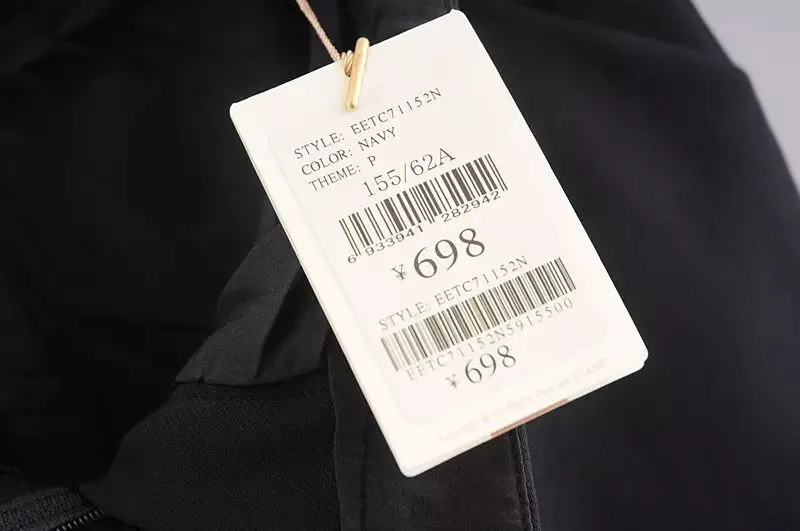 STYLE: EETC71152N
COLOR: NAVY
THEME: P
155/62A
6 933941 282942
¥698
STYLE: EETC71152N
EETC71152N5915500
¥698